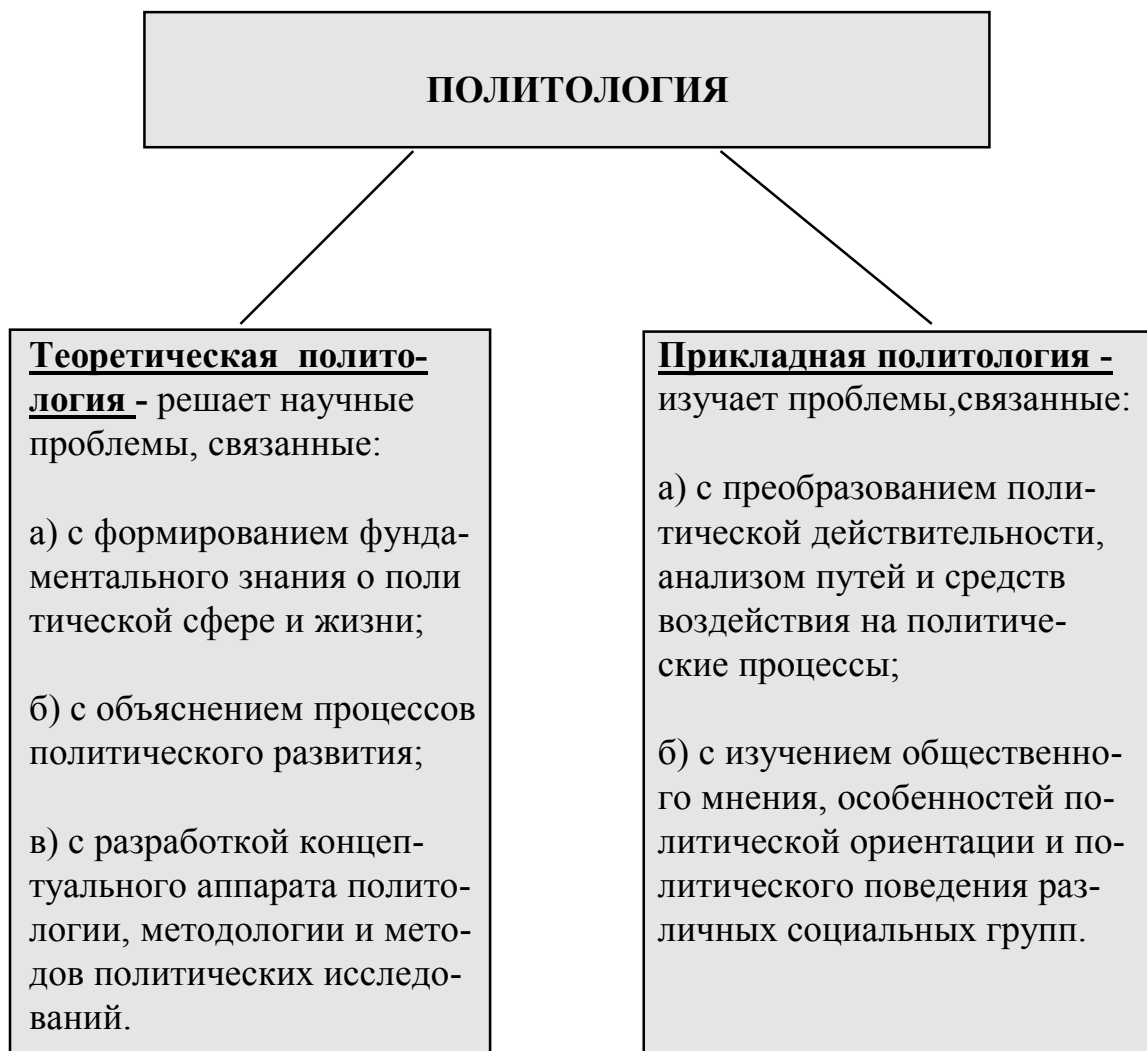 ПОЛИТОЛОГИЯ
Теоретическая полито-
логия - решает научные
проблемы, связанные:
а) с формированием фунда-
ментального знания о поли
тической сфере и жизни;
б) с объяснением процессов
политического развития;
в) с разработкой концеп-
туального аппарата полито-
логии, методологии и мето-
дов политических исследо-
ваний.
Прикладная политология -
изучает проблемы,связанные:
а) с преобразованием поли-
тической действительности,
анализом путей и средств
воздействия на политиче-
ские процессы;
б) с изучением общественно-
го мнения, особенностей по-
литической ориентации и по-
литического поведения раз-
личных социальных групп.